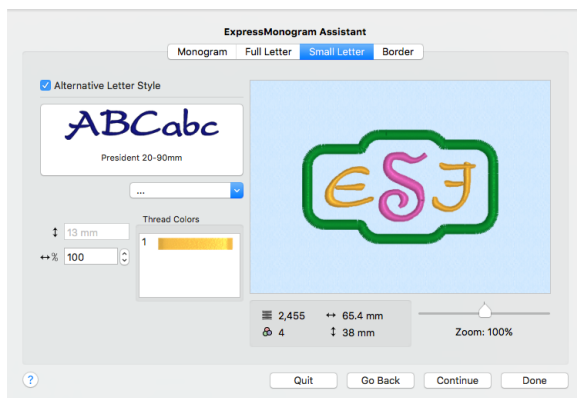 ExpressMonogram Assistant
Monogram Full Letter Small Letter Border
Alternative Letter Style
ABCabc
President 20-90mm
...
13 mm
% 100
Thread Colors
1
ESJ
2,455 65.4 mm
4 38 mm
Zoom: 100%
? Quit Go Back Continue Done